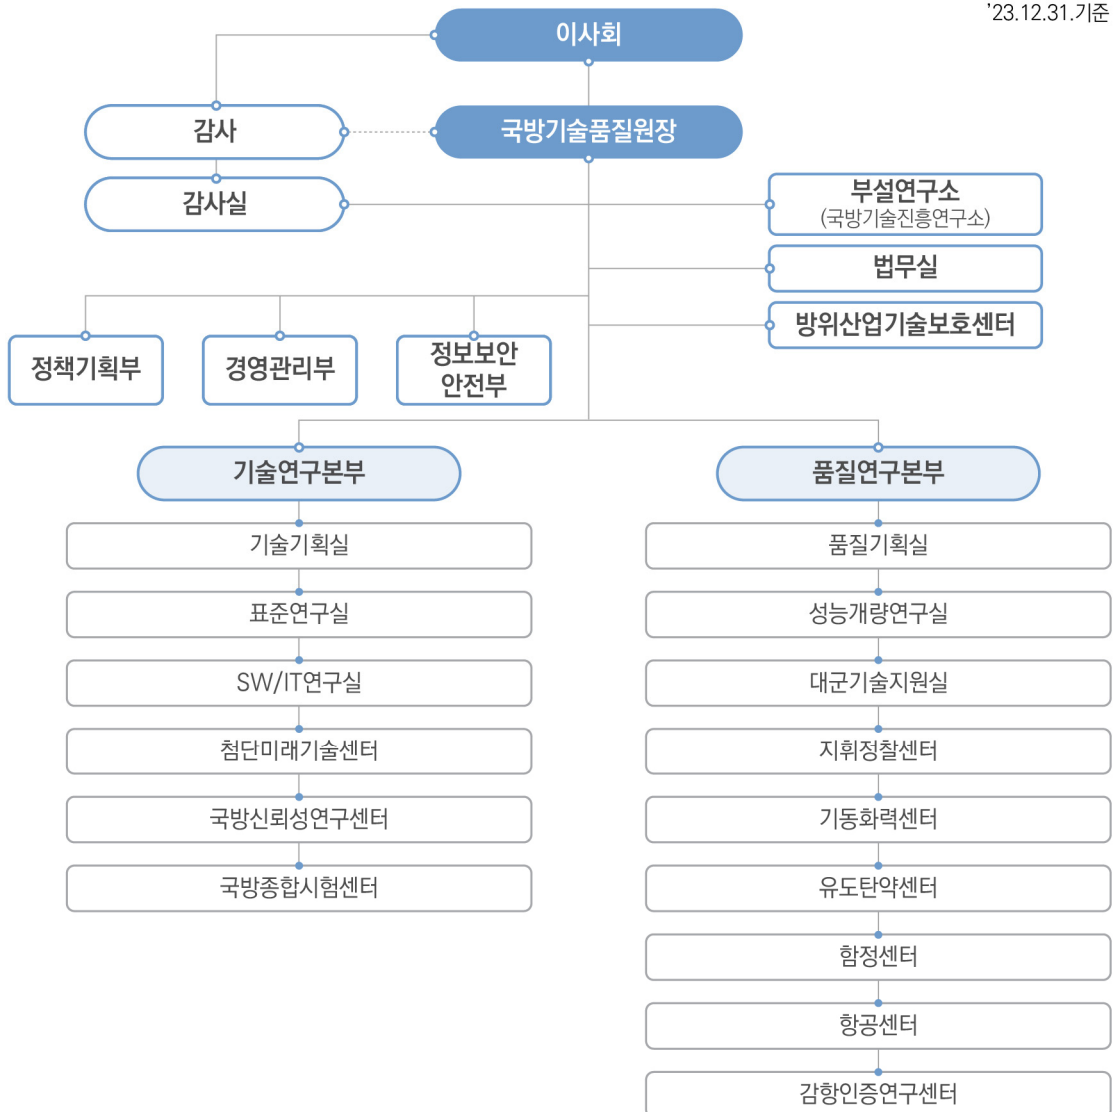 '23.12.31.기준
이사회
감사
국방기술품질원장
감사실
부설연구소
(국방기술진흥연구소)
법무실
방위산업기술보호센터
정책기획부
경영관리부
정보보안
안전부
기술연구본부
기술기획실
표준연구실
SW/IT연구실
첨단미래기술센터
국방신뢰성연구센터
국방종합시험센터
품질연구본부
품질기획실
성능개량연구실
대군기술지원실
지휘정찰센터
기동화력센터
유도탄약센터
함정센터
항공센터
감항인증연구센터